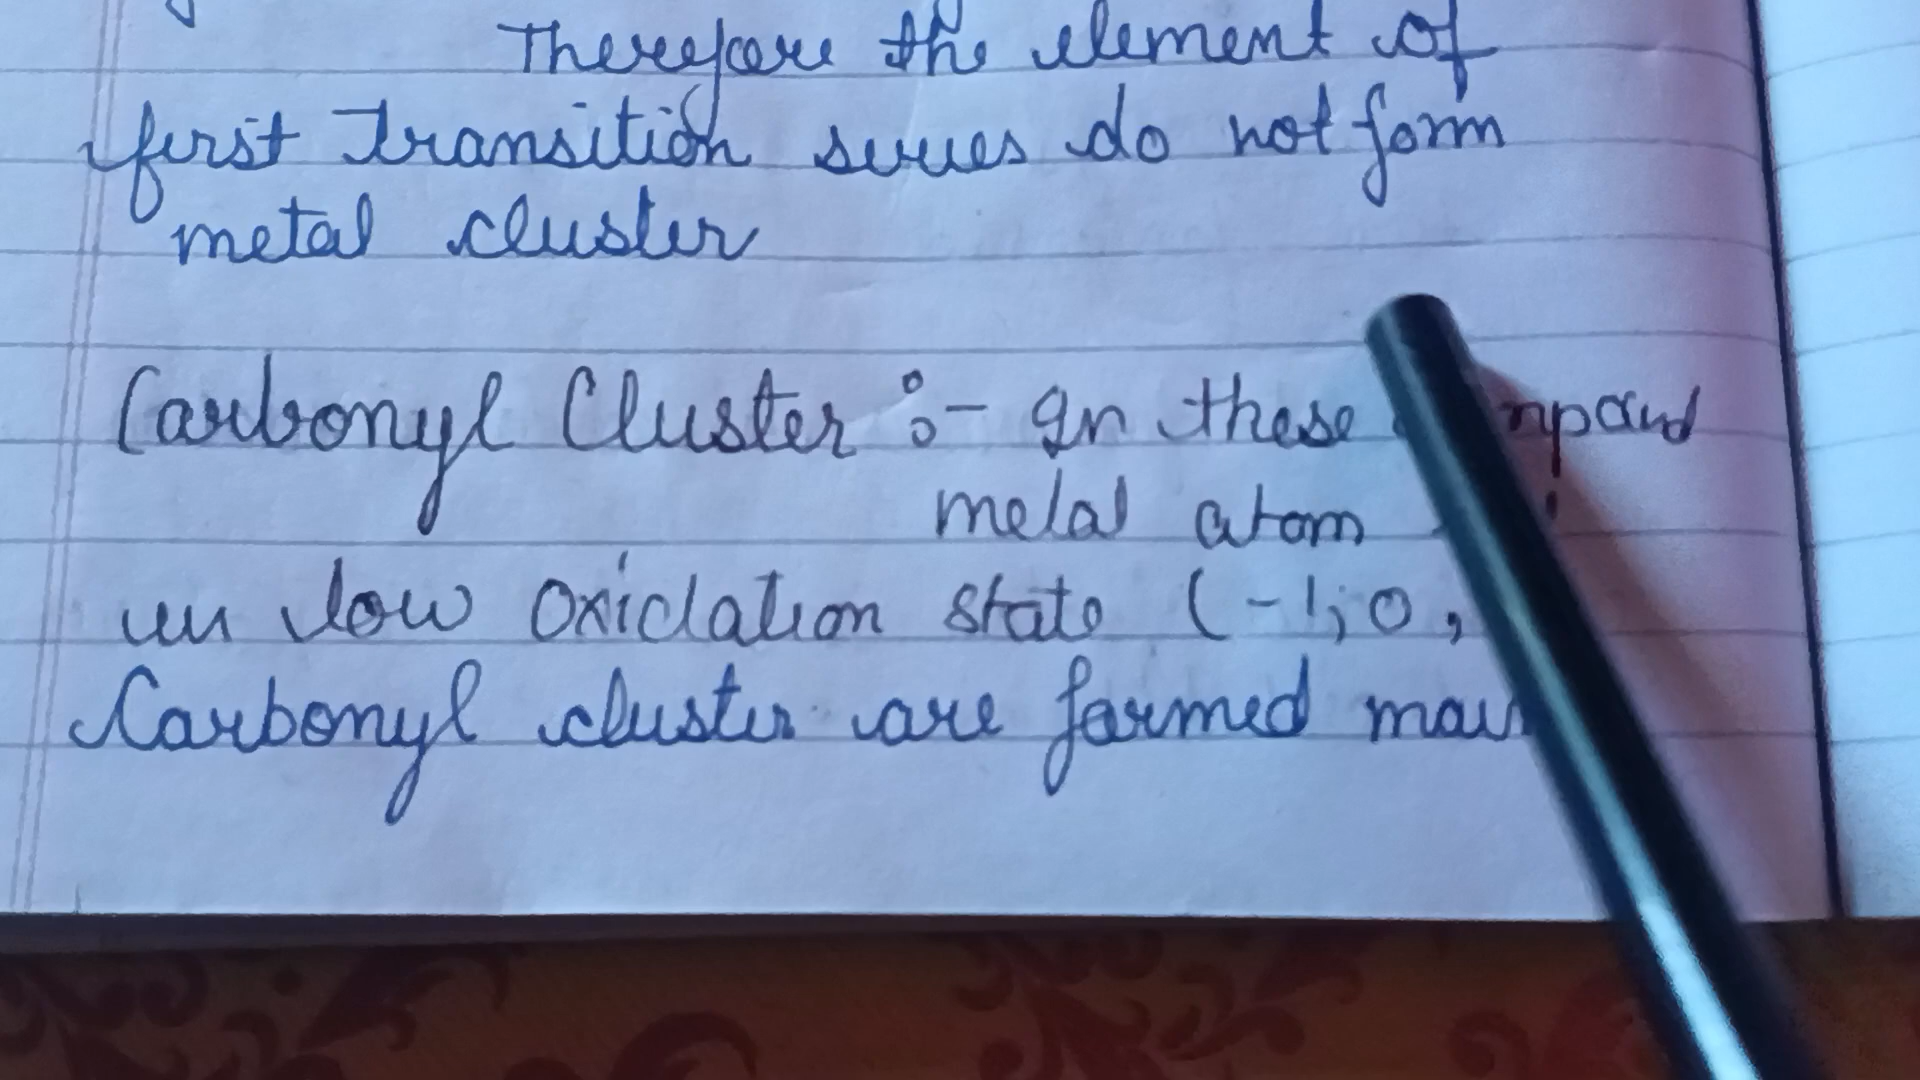 Therefore the element of
first transition series do not form
metal cluster
Carbonyl Cluster :- In these
metal atom
in low oxidation state (-1, 0,
Carbonyl cluster are formed